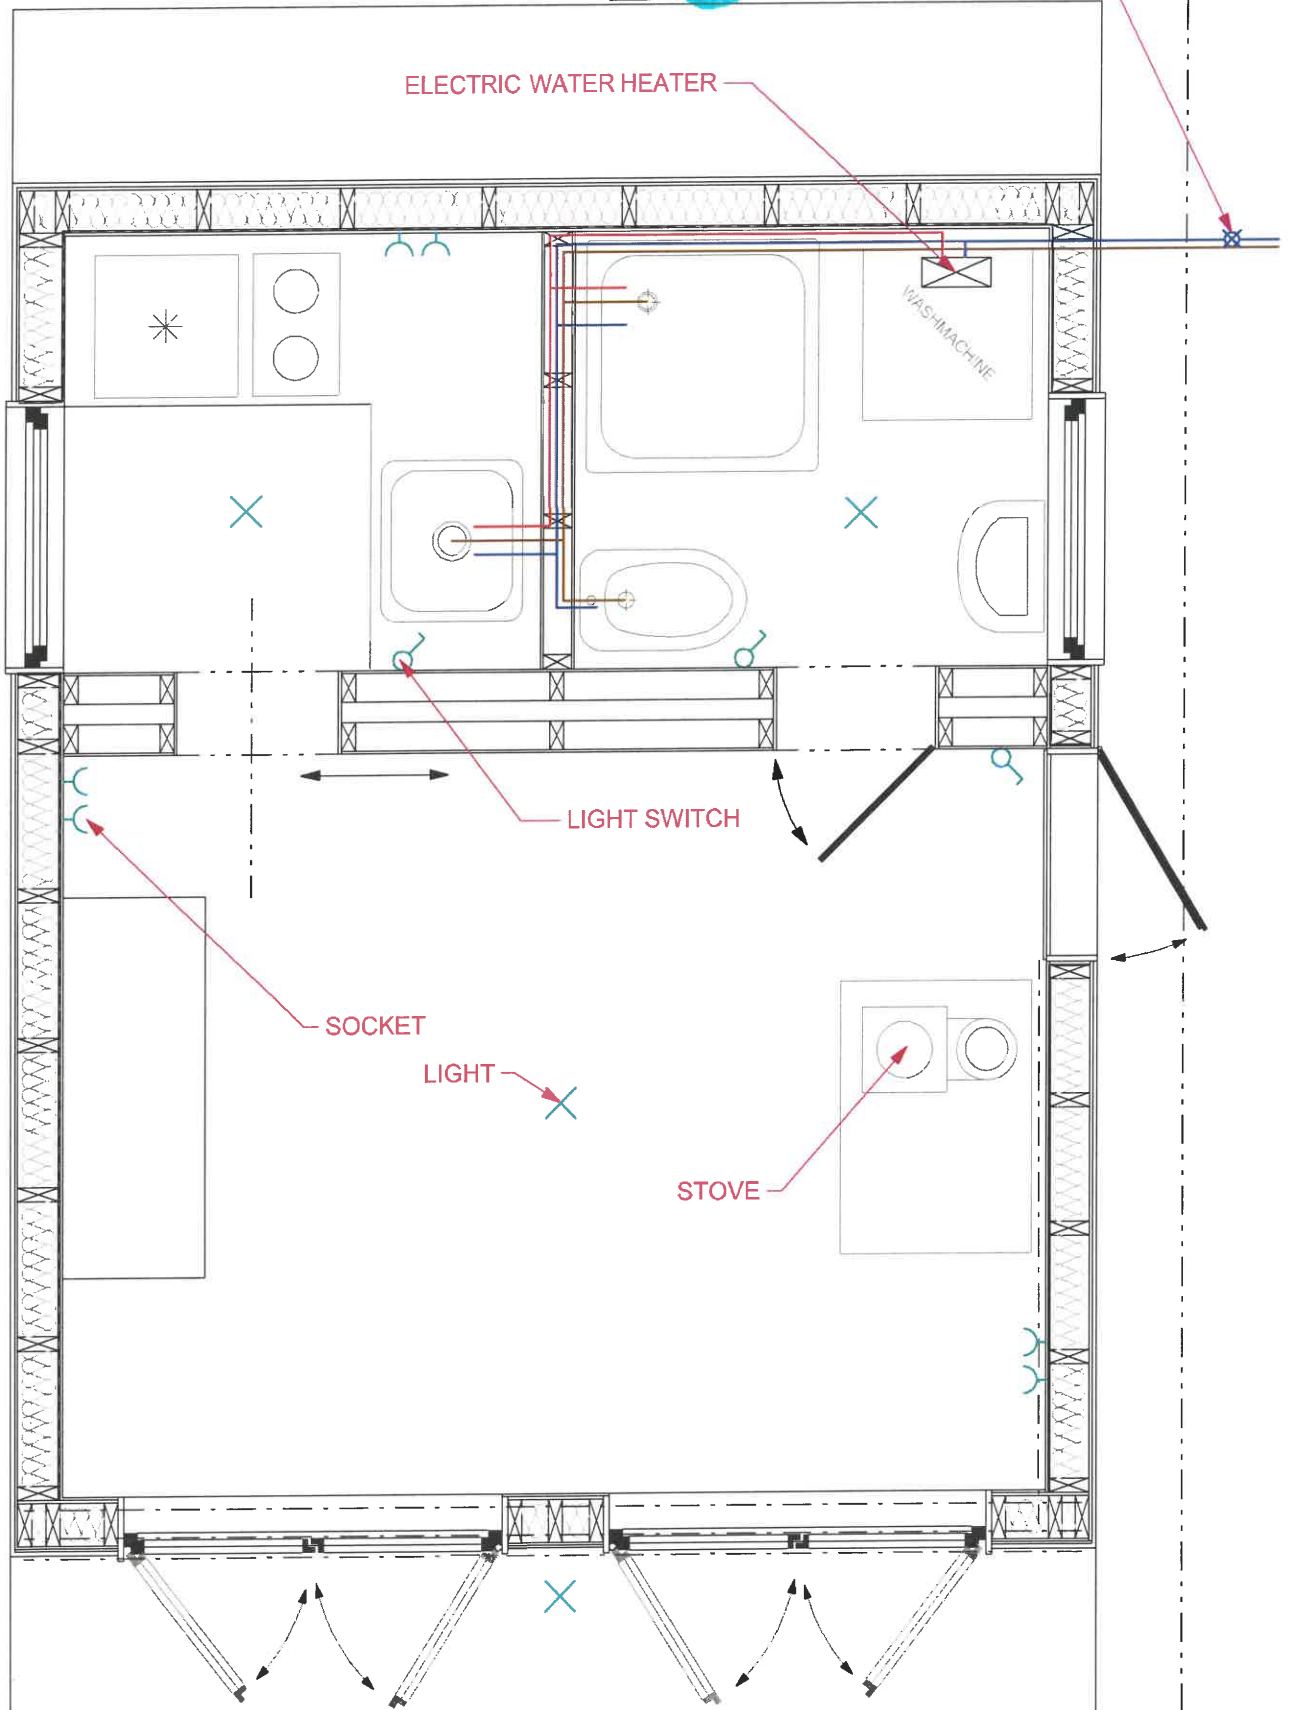 ELECTRIC WATER HEATER
WASHMACHINE
LIGHT SWITCH
SOCKET
LIGHT
STOVE